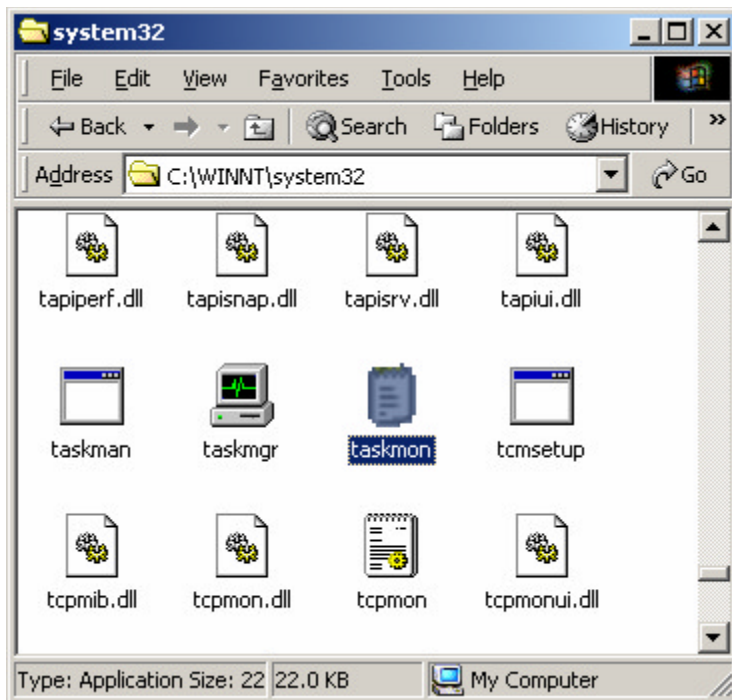 system32
File Edit View Favorites Tools Help
Back Search Folders History »
Address C:\WINNT\system32 Go
tapiperf.dll tapisnap.dll tapisrv.dll tapiui.dll
taskman taskmgr taskmon tcmsetup
tcpmib.dll tcpmon.dll tcpmon tcpmonui.dll
Type: Application Size: 22 22.0 KB My Computer